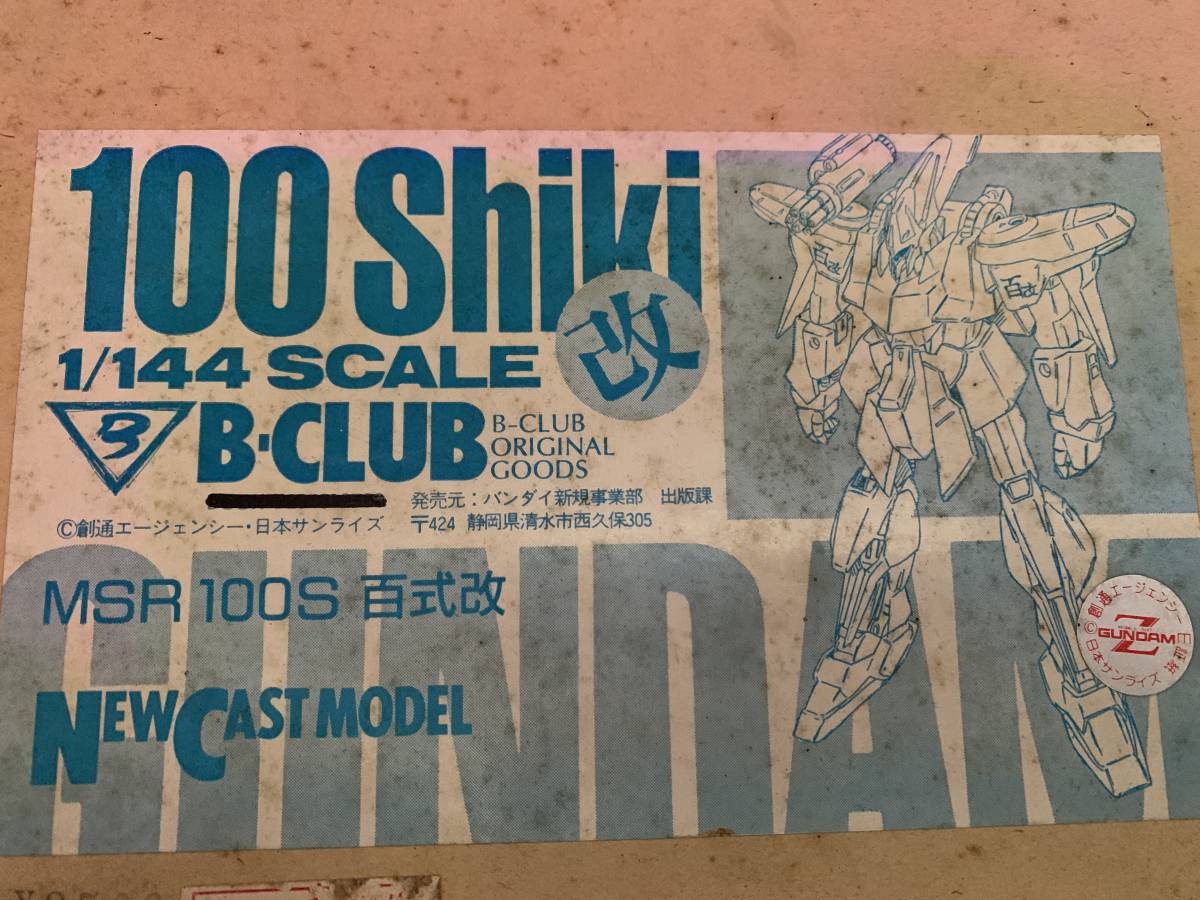 100 Shiki
改
1/144 SCALE
B
B·CLUB
B-CLUB
ORIGINAL
GOODS
発売元：バンダイ新規事業部 出版課
©創通エージェンシー・日本サンライズ
〒424 静岡県清水市西久保305
百改
百改
GUNDAM
MSR 100S 百式改
NEW CAST MODEL
©創通エージェンシー
Z
GUNDAM
日本サンライズ